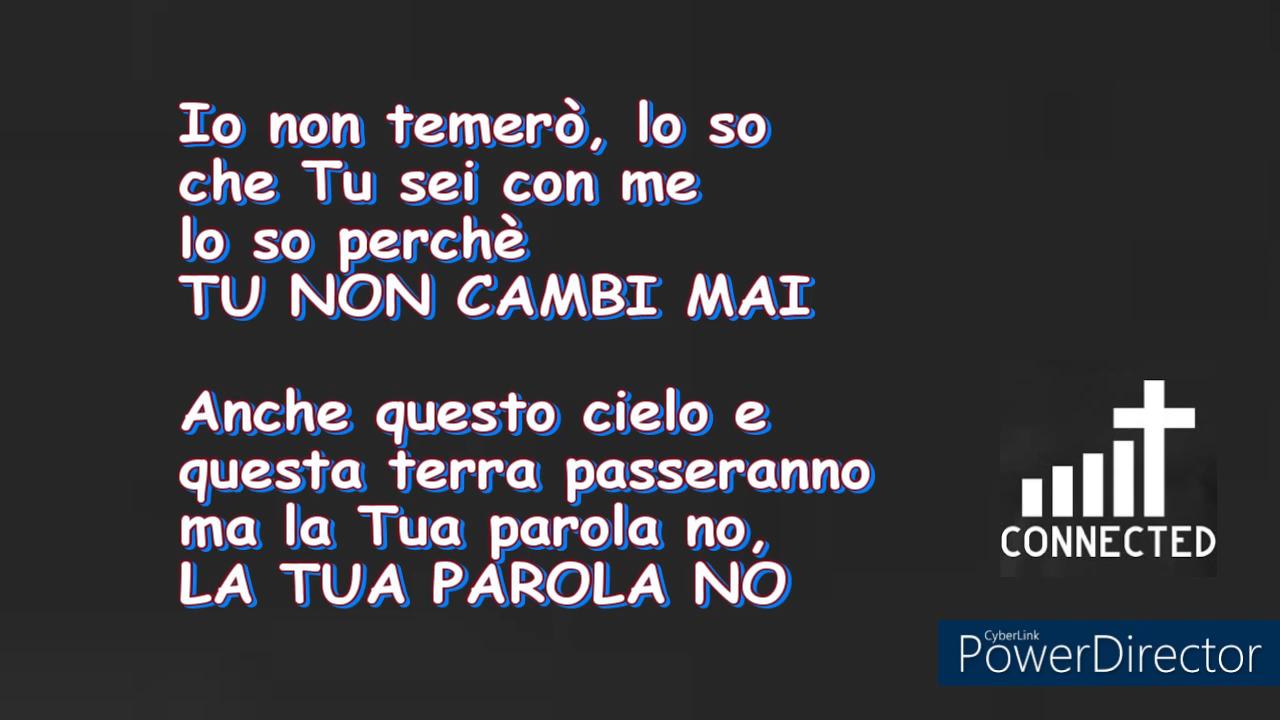 Io non temerò, lo so
che Tu sei con me
lo so perchè
TU NON CAMBI MAI
Anche questo cielo e
questa terra passeranno
ma la Tua parola no,
LA TUA PAROLA NO
CONNECTED
CyberLink
PowerDirector